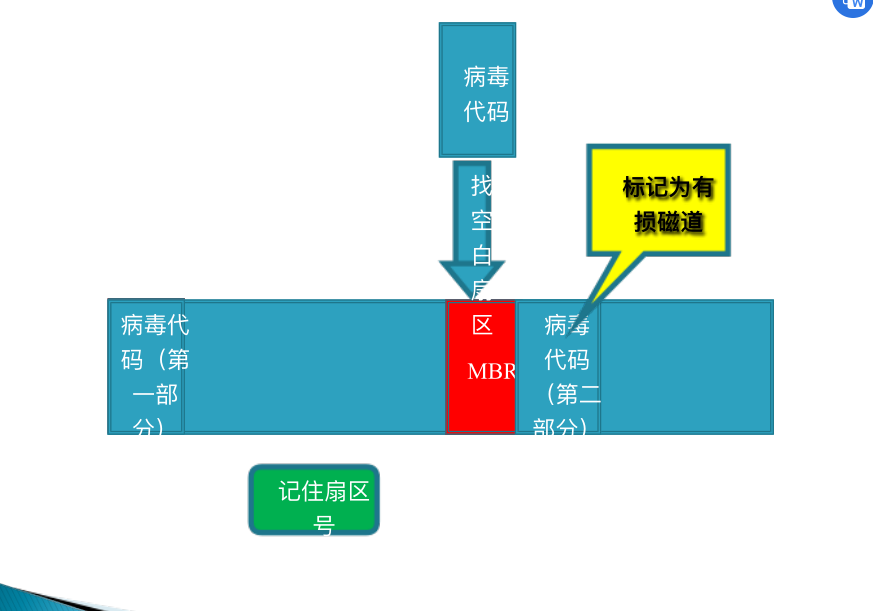 病毒
代码
找
空
白
扇
区
标记为有
损磁道
病毒代
码（第
一部
分）
MBR
病毒
代码
（第二
部分）
记住扇区
号